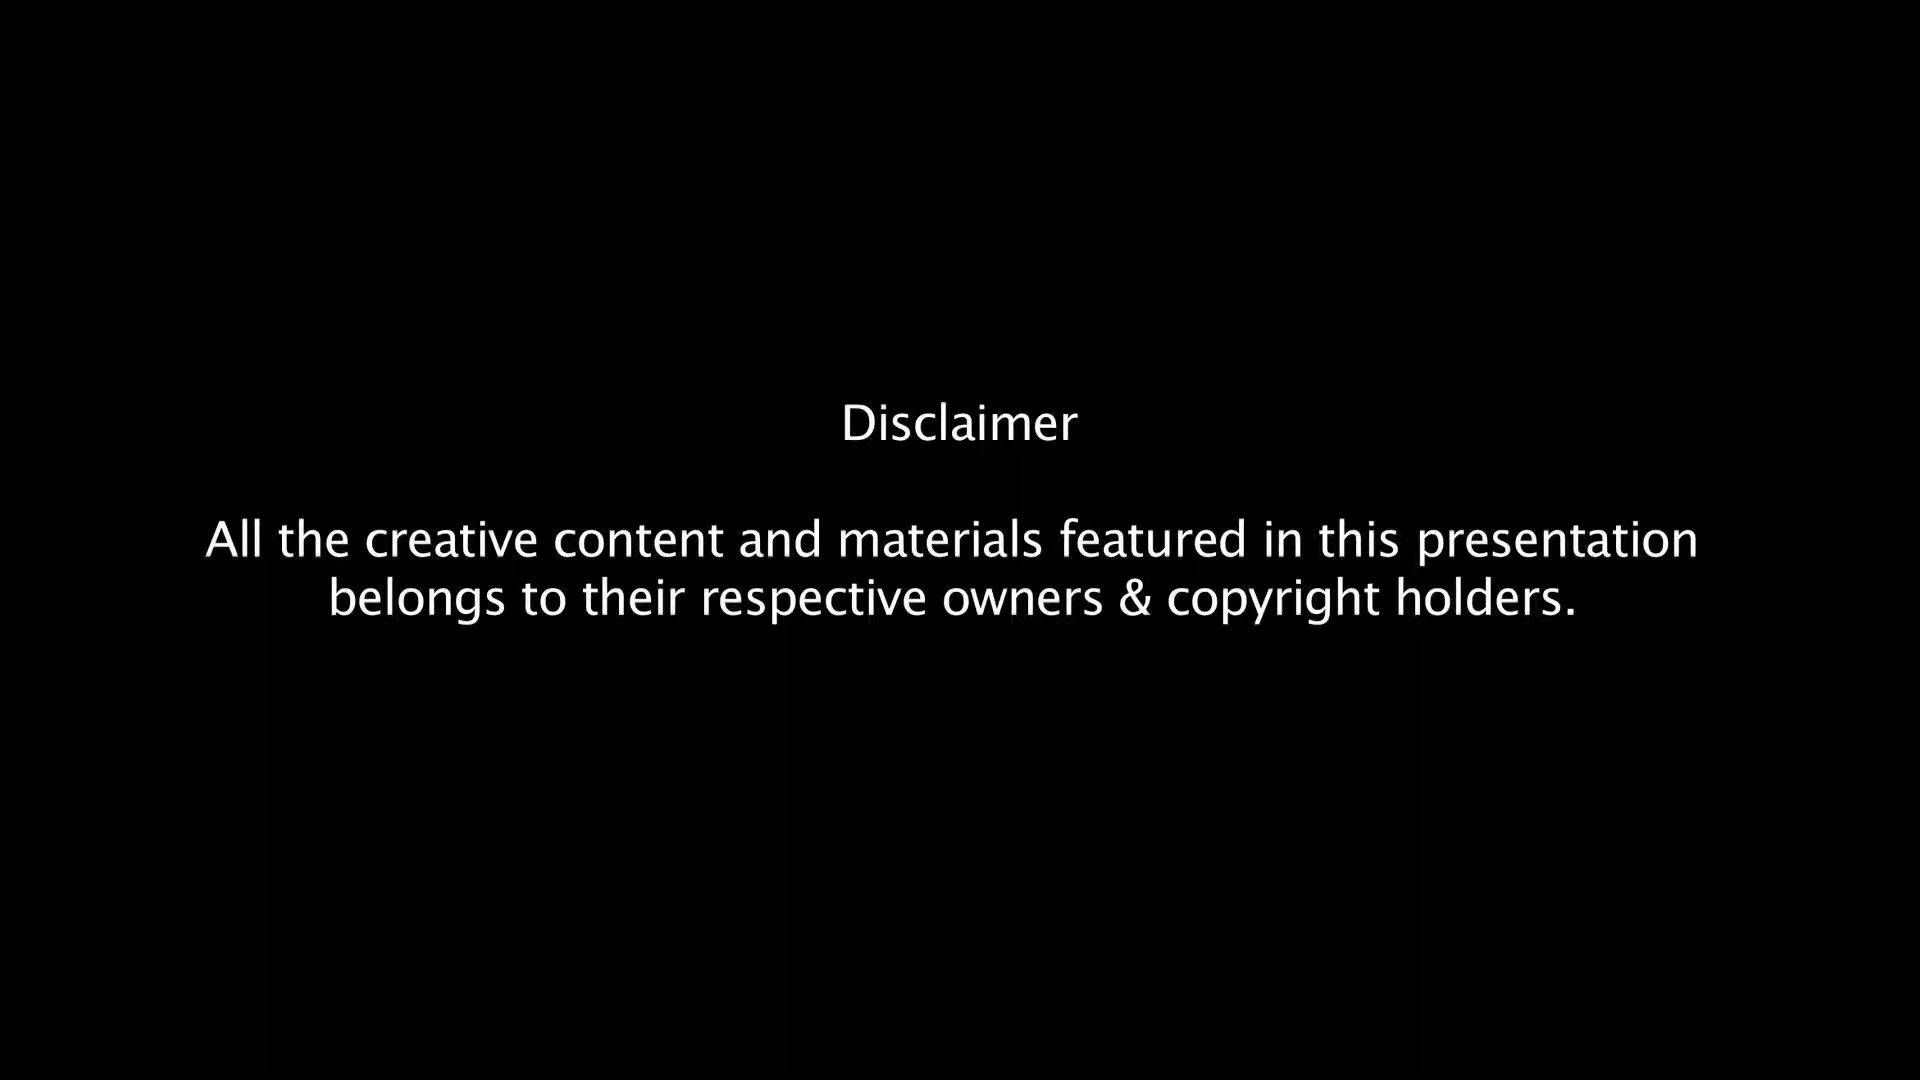 Disclaimer
All the creative content and materials featured in this presentation
belongs to their respective owners & copyright holders.